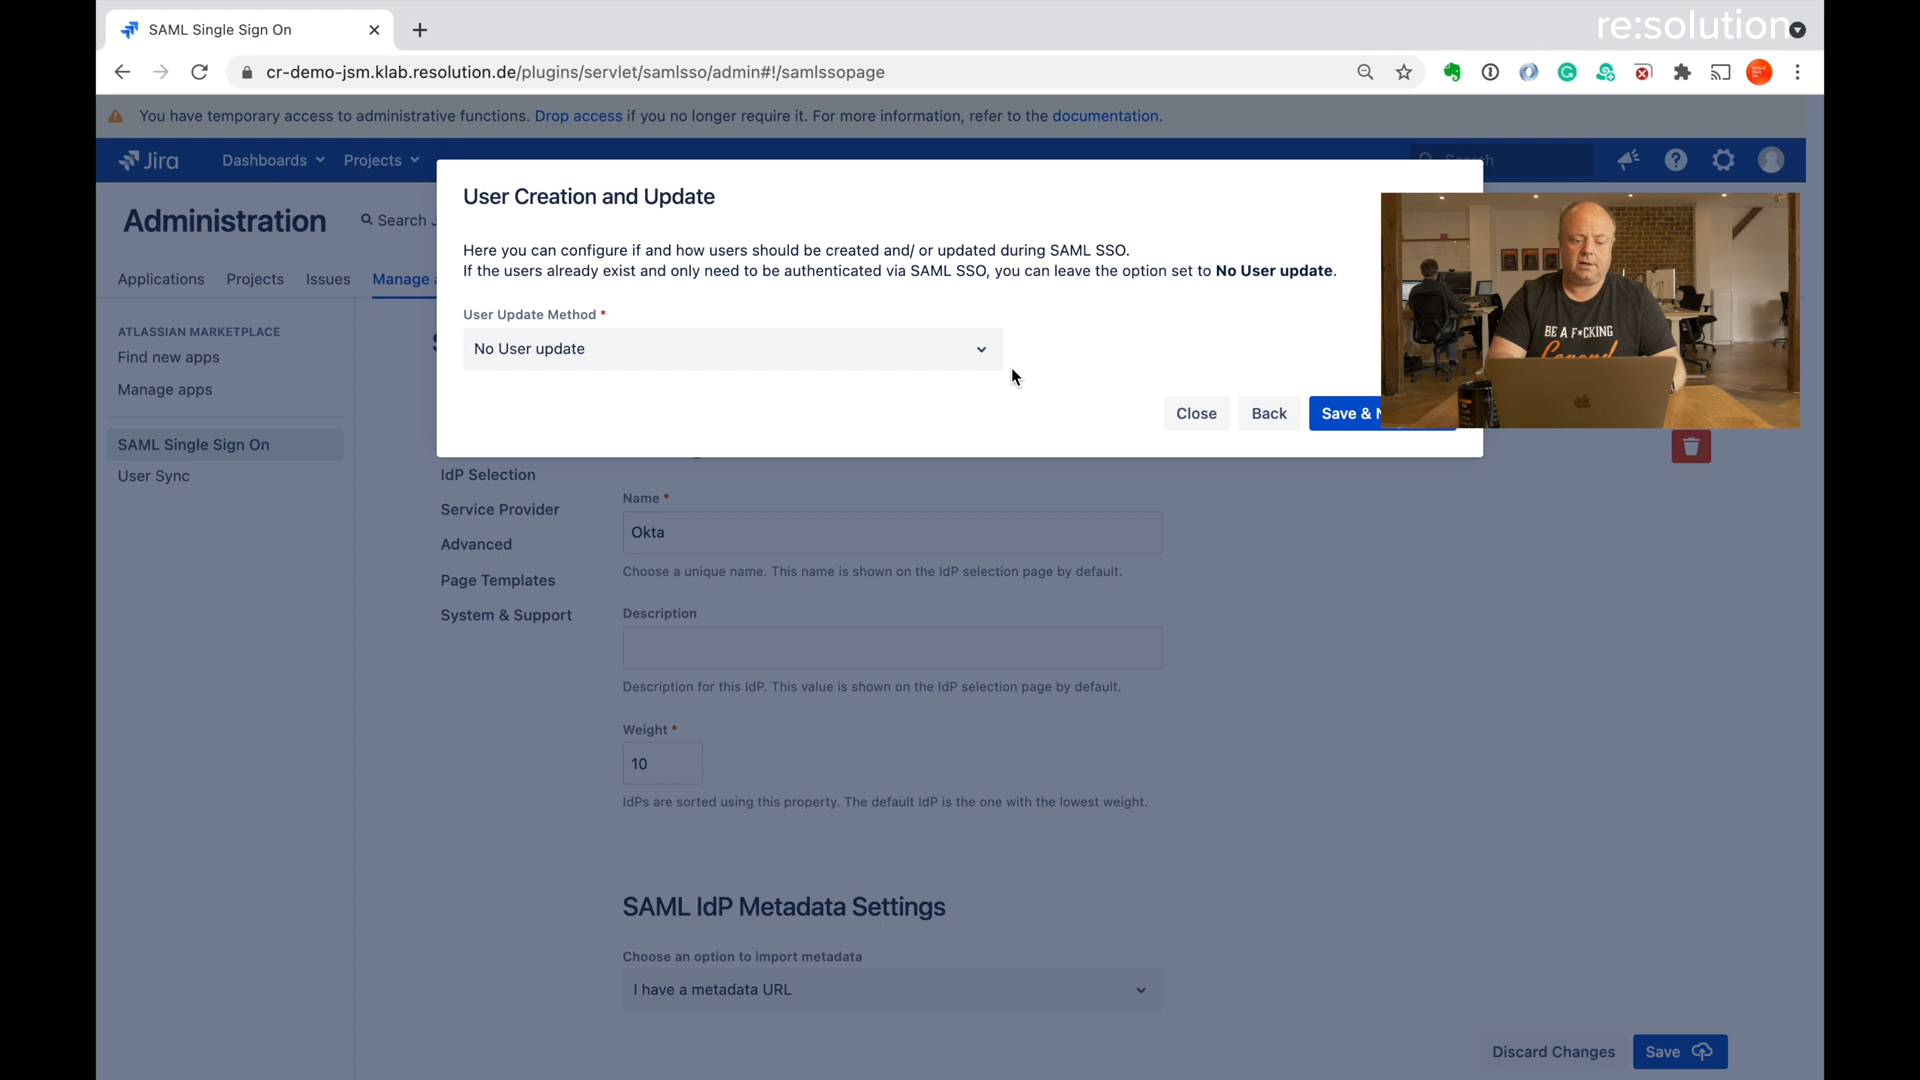 SAML Single Sign On
re:solution
cr-demo-jsm.klab.resolution.de/plugins/servlet/samlsso/admin#!/samlssopage
You have temporary access to administrative functions. Drop access if you no longer require it. For more information, refer to the documentation.
Jira
Dashboards
Projects
Search
Administration
Search J
Applications
Projects
Issues
Manage a
ATLASSIAN MARKETPLACE
Find new apps
Manage apps
SAML Single Sign On
User Sync
User Creation and Update
Here you can configure if and how users should be created and/ or updated during SAML SSO.
If the users already exist and only need to be authenticated via SAML SSO, you can leave the option set to No User update.
User Update Method *
No User update
Close
Back
Save & N
BE A F*CKING
Legend
IdP Selection
Service Provider
Advanced
Page Templates
System & Support
Name *
Okta
Choose a unique name. This name is shown on the IdP selection page by default.
Description
Description for this IdP. This value is shown on the IdP selection page by default.
Weight *
10
IdPs are sorted using this property. The default IdP is the one with the lowest weight.
SAML IdP Metadata Settings
Choose an option to import metadata
I have a metadata URL
Discard Changes
Save